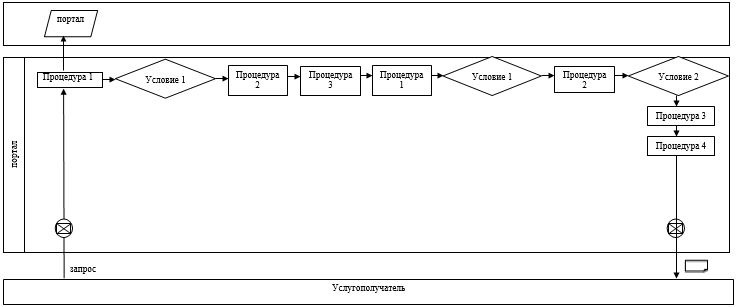 портал
портал
Процедура 1
Условие 1
Процедура
2
Процедура
3
Процедура
1
Условие 1
Процедура
2
Условие 2
Процедура 3
Процедура 4
запрос
Услугополучатель